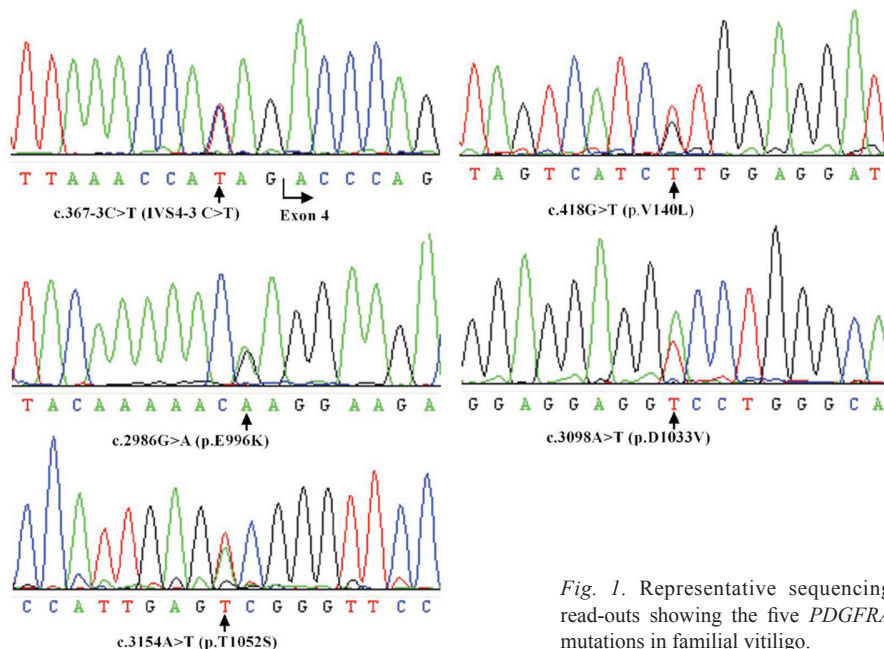 T T A A A C C A T A G A C C C A G
c.367-3C>T (IVS4-3 C>T)
Exon 4
T A G T C A T C T T G G A G G A T
c.418G>T (p.V140L)
T A C A A A A A C A A G G A A G A
c.2986G>A (p.E996K)
G G A G G A G G T C C T G G G C A
c.3098A>T (p.D1033V)
C C A T T G A G T C G G G T T C C
c.3154A>T (p.T1052S)
Fig. 1. Representative sequencing
read-outs showing the five PDGFRA
mutations in familial vitiligo.